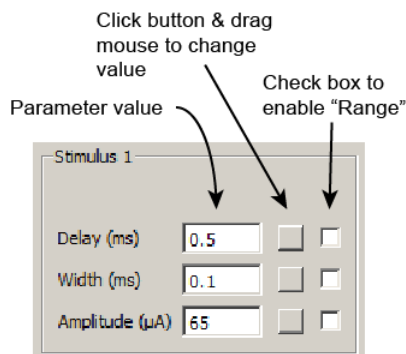 Click button & drag
mouse to change
value
Check box to
enable “Range”
Parameter value
Stimulus 1
Delay (ms)
0.5
Width (ms)
0.1
Amplitude (µA)
65